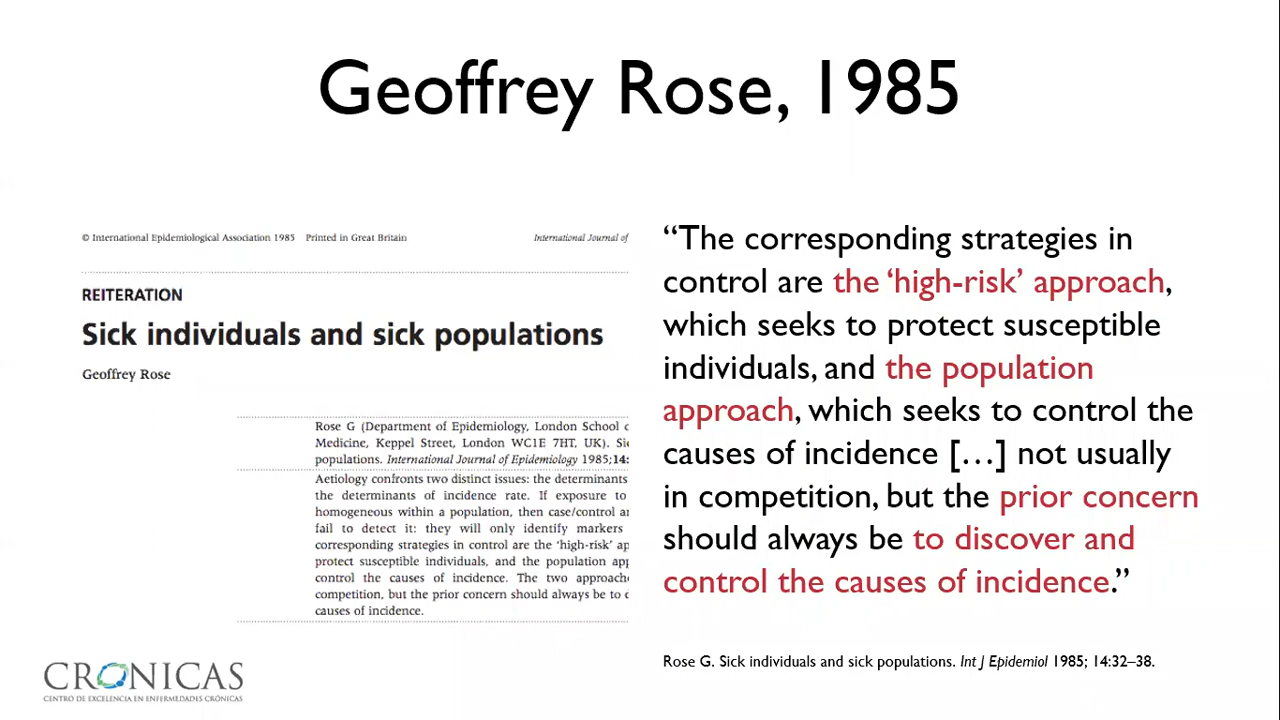 Geoffrey Rose, 1985
© International Epidemiological Association 1985 Printed in Great Britain
International Journal of
REITERATION
Sick individuals and sick populations
Geoffrey Rose
Rose G (Department of Epidemiology, London School
Medicine, Keppel Street, London WC1E 7HT, UK).
populations. International Journal of Epidemiology 1985;14:
Aetiology confronts two distinct issues: the determinants
the determinants of incidence rate. If exposure to
homogeneous within a population, then case/control
fail to detect it: they will only identify markers
corresponding strategies in control are the ‘high-risk’
protect susceptible individuals, and the population
control the causes of incidence. The two
competition, but the prior concern should always be to
causes of incidence.
“The corresponding strategies in
control are the ‘high-risk’ approach,
which seeks to protect susceptible
individuals, and the population
approach, which seeks to control the
causes of incidence […] not usually
in competition, but the prior concern
should always be to discover and
control the causes of incidence.”
Rose G. Sick individuals and sick populations. Int J Epidemiol 1985; 14:32–38.
CRONICAS
CENTRO DE EXCELENCIA EN ENFERMEDADES CRÓNICAS